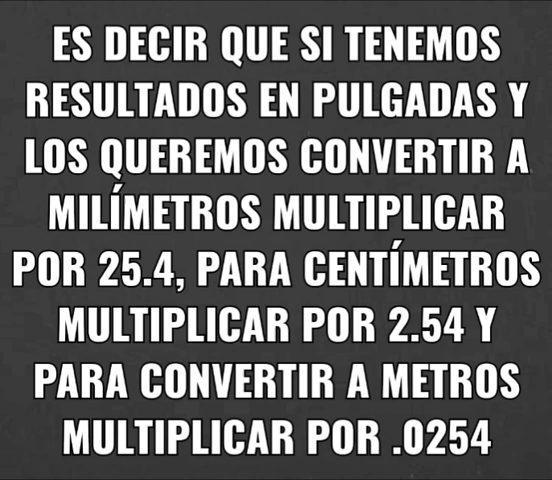 ES DECIR QUE SI TENEMOS
RESULTADOS EN PULGADAS Y
LOS QUEREMOS CONVERTIR A
MILÍMETROS MULTIPLICAR
POR 25.4, PARA CENTÍMETROS
MULTIPLICAR POR 2.54 Y
PARA CONVERTIR A METROS
MULTIPLICAR POR .0254